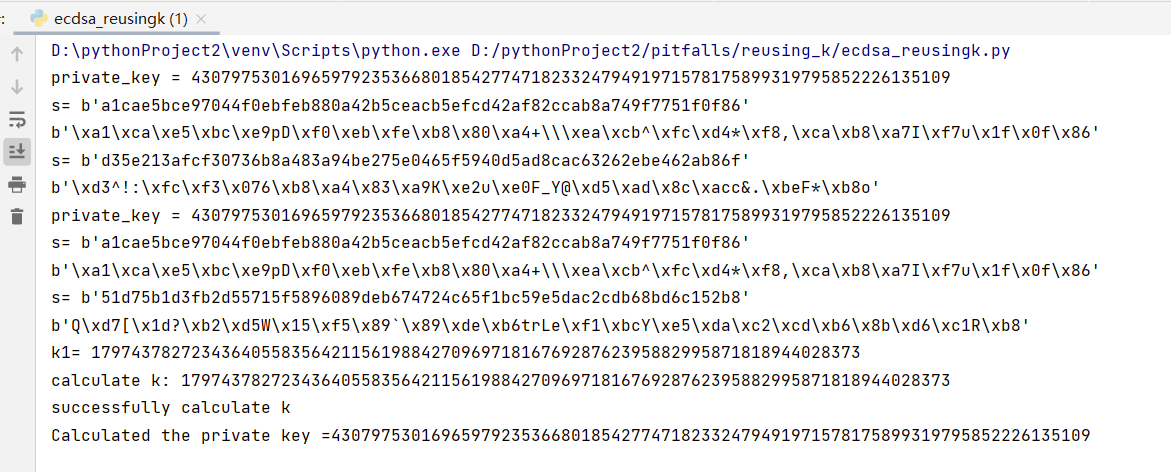 ecdsa_reusingk (1) ×
D:\pythonProject2\venv\Scripts\python.exe D:/pythonProject2/pitfalls/reusing_k/ecdsa_reusingk.py
private_key = 43079753016965979235366801854277471823324794919715781758993197958522261​35109
s= b'a1cae5bce97044f0ebfeb880a42b5ceacb5efcd42af82ccab8a749f7751f0f86'
b'\xa1\xca\xe5\xbc\xe9pD\xf0\xeb\xfe\xb8\x80\xa4+\\\xea\xcb^\xfc\xd4*\xf8,\xca\xb8\xa7I\xf7u\x1f\x0f\x86'
s= b'd35e213afcf30736b8a483a94be275e0465f5940d5ad8cac63262ebe462ab86f'
b'\xd3^!:\xfc\xf3\x076\xb8\xa4\x83\xa9K\xe2u\xe0F_Y@\xd5\xad\x8c\xacc&.\xbeF*\xb8o'
private_key = 4307975301696597923536680185427747182332479491971578175899319795852226135109
s= b'a1cae5bce97044f0ebfeb880a42b5ceacb5efcd42af82ccab8a749f7751f0f86'
b'\xa1\xca\xe5\xbc\xe9pD\xf0\xeb\xfe\xb8\x80\xa4+\\\xea\xcb^\xfc\xd4*\xf8,\xca\xb8\xa7I\xf7u\x1f\x0f\x86'
s= b'51d75b1d3fb2d55715f5896089deb674724c65f1bc59e5dac2cdb68bd6c152b8'
b'Q\xd7[\x1d?\xb2\xd5W\x15\xf5\x89`\x89\xde\xb6trLe\xf1\xbcY\xe5\xda\xc2\xcd\xb6\x8b\xd6\xc1R\xb8'
k1= 17974378272343640558356421156198842709697181676928762395882995871818944028373
calculate k: 17974378272343640558356421156198842709697181676928762395882995871818944028373
successfully calculate k
Calculated the private key =4307975301696597923536680185427747182332479491971578175899319795852226135109